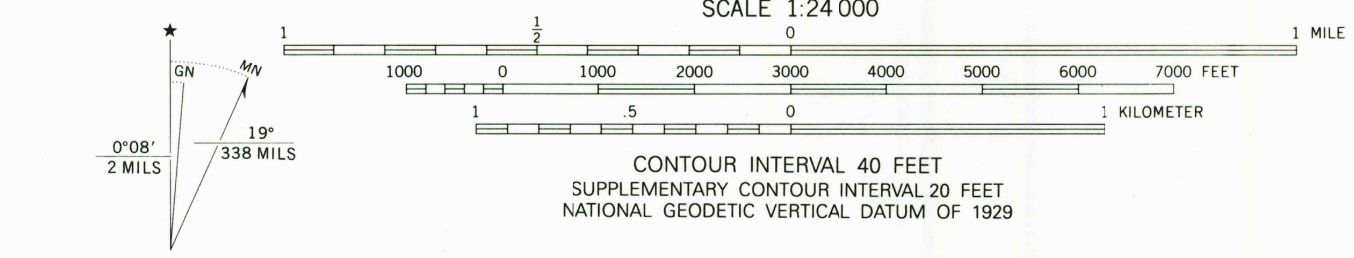 SCALE 1:24 000
1 ½ 0 1 MILE
1000 0 1000 2000 3000 4000 5000 6000 7000 FEET
1 .5 0 1 KILOMETER
CONTOUR INTERVAL 40 FEET
SUPPLEMENTARY CONTOUR INTERVAL 20 FEET
NATIONAL GEODETIC VERTICAL DATUM OF 1929
★
GN
MN
0°08′
2 MILS
19°
338 MILS